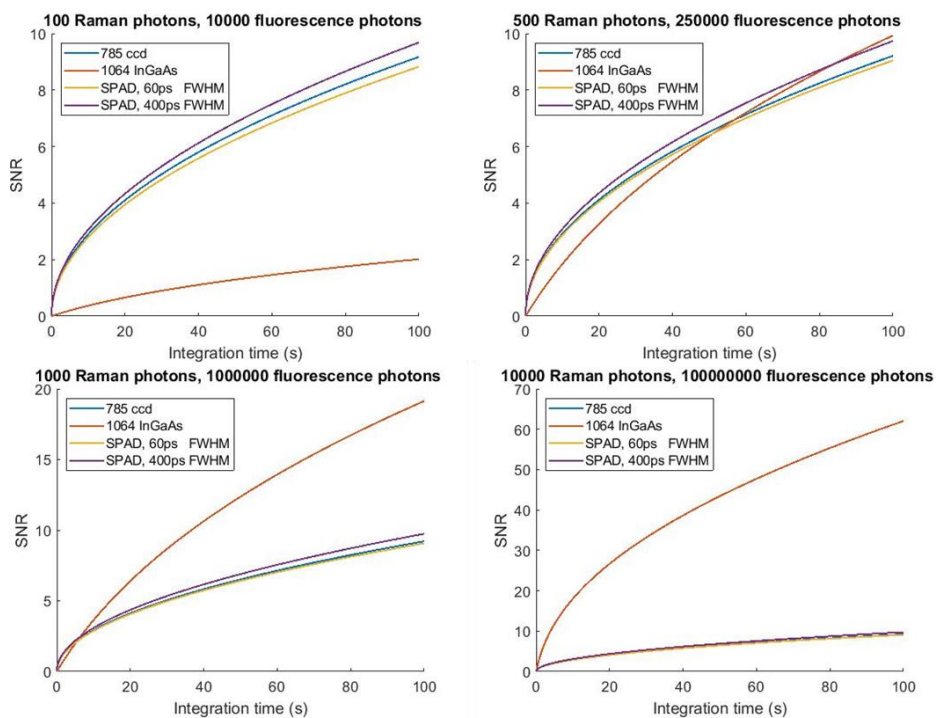 100 Raman photons, 10000 fluorescence photons
10
8
6
4
2
0
SNR
785 ccd
1064 InGaAs
SPAD, 60ps FWHM
SPAD, 400ps FWHM
0 20 40 60 80 100
Integration time (s)
500 Raman photons, 250000 fluorescence photons
10
8
6
4
2
0
SNR
785 ccd
1064 InGaAs
SPAD, 60ps FWHM
SPAD, 400ps FWHM
0 20 40 60 80 100
Integration time (s)
1000 Raman photons, 1000000 fluorescence photons
20
15
10
5
0
SNR
785 ccd
1064 InGaAs
SPAD, 60ps FWHM
SPAD, 400ps FWHM
0 20 40 60 80 100
Integration time (s)
10000 Raman photons, 100000000 fluorescence photons
70
60
50
40
30
20
10
0
SNR
785 ccd
1064 InGaAs
SPAD, 60ps FWHM
SPAD, 400ps FWHM
0 20 40 60 80 100
Integration time (s)